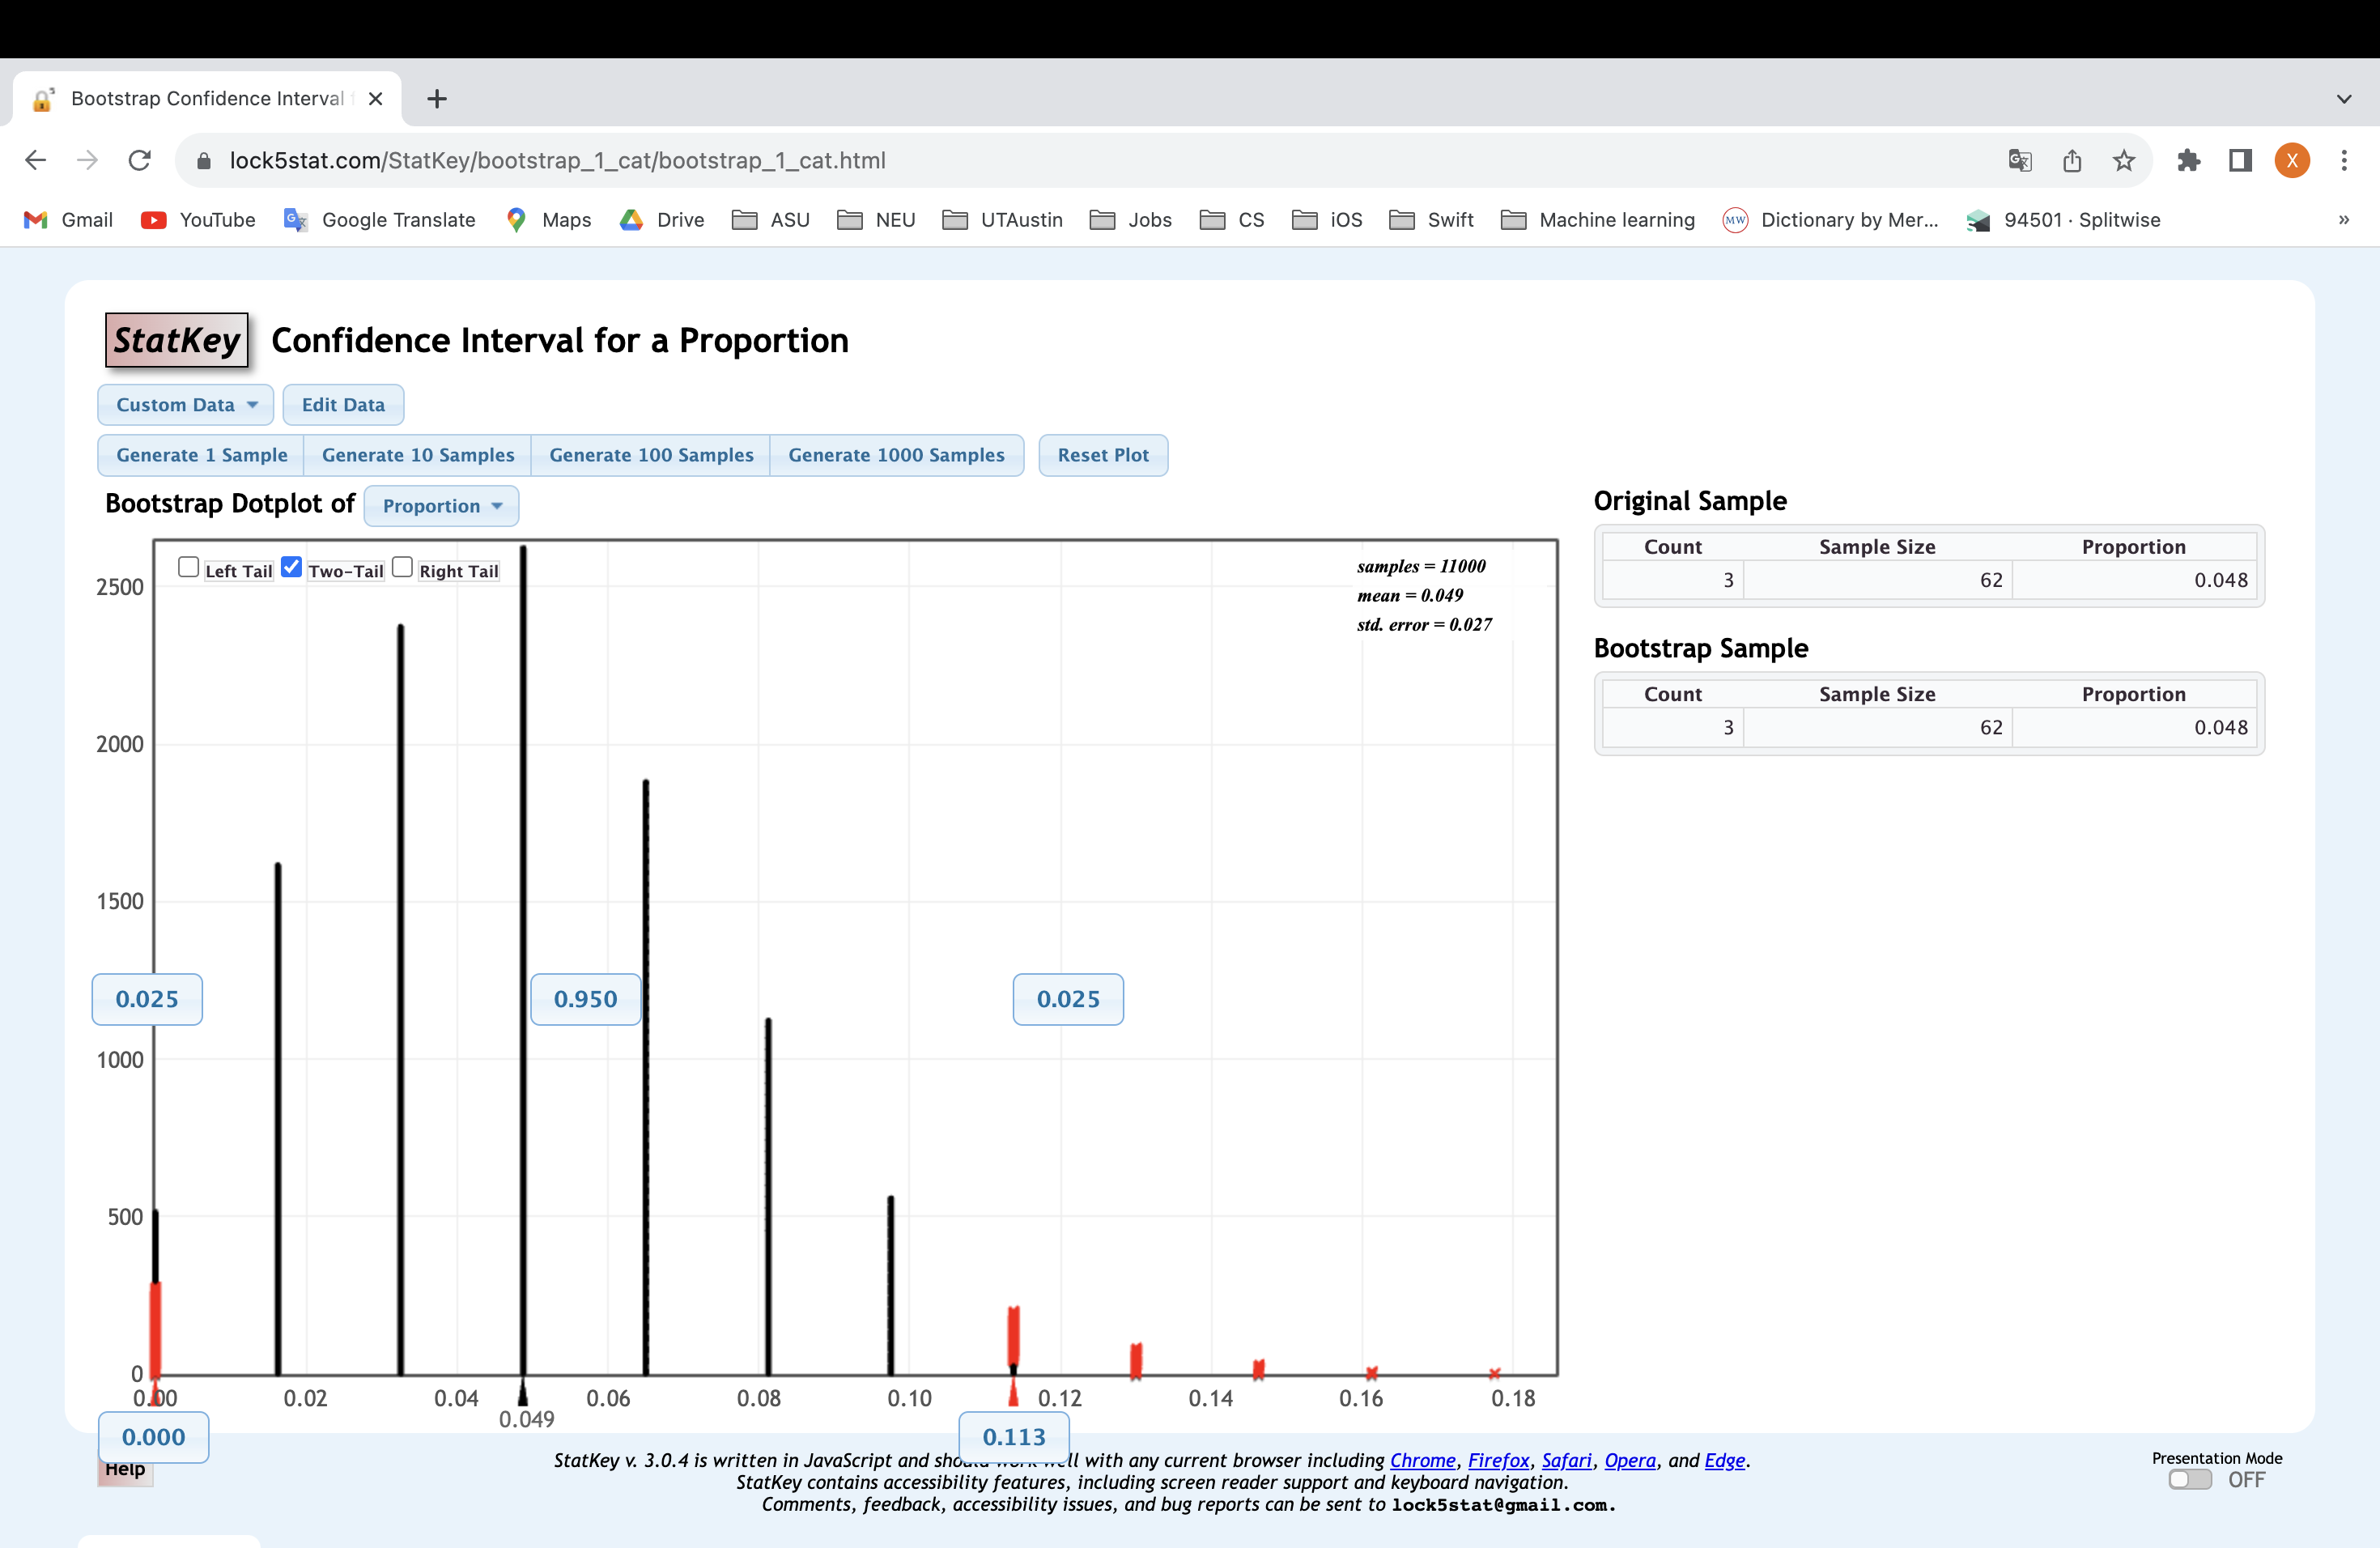 Bootstrap Confidence Interval f
lock5stat.com/StatKey/bootstrap_1_cat/bootstrap_1_cat.html
X
Gmail YouTube Google Translate Maps Drive ASU NEU UTAustin Jobs CS iOS Swift Machine learning MW Dictionary by Mer... 94501 · Splitwise »
StatKey Confidence Interval for a Proportion
Custom Data Edit Data
Generate 1 Sample Generate 10 Samples Generate 100 Samples Generate 1000 Samples Reset Plot
Bootstrap Dotplot of Proportion
Left Tail Two-Tail Right Tail
samples = 11000
mean = 0.049
std. error = 0.027
2500
2000
1500
1000
500
0
0.025 0.950 0.025
0.00 0.02 0.04 0.06 0.08 0.10 0.12 0.14 0.16 0.18
0.049
0.000 0.113
Original Sample
Count Sample Size Proportion
3 62 0.048
Bootstrap Sample
Count Sample Size Proportion
3 62 0.048
Help
StatKey v. 3.0.4 is written in JavaScript and should work well with any current browser including Chrome, Firefox, Safari, Opera, and Edge.
StatKey contains accessibility features, including screen reader support and keyboard navigation.
Comments, feedback, accessibility issues, and bug reports can be sent to lock5stat@gmail.com.
Presentation Mode
OFF